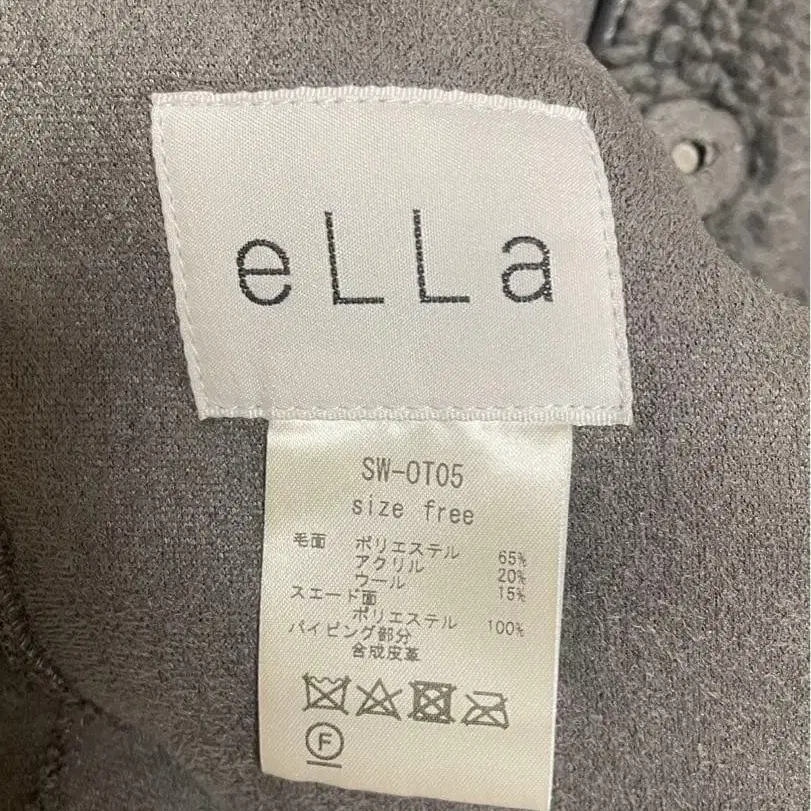 eLLa
SW-OT05
size free
毛面 ポリエステル 65%
アクリル 20%
ウール 15%
スエード面
ポリエステル 100%
パイピング部分
合成皮革
F